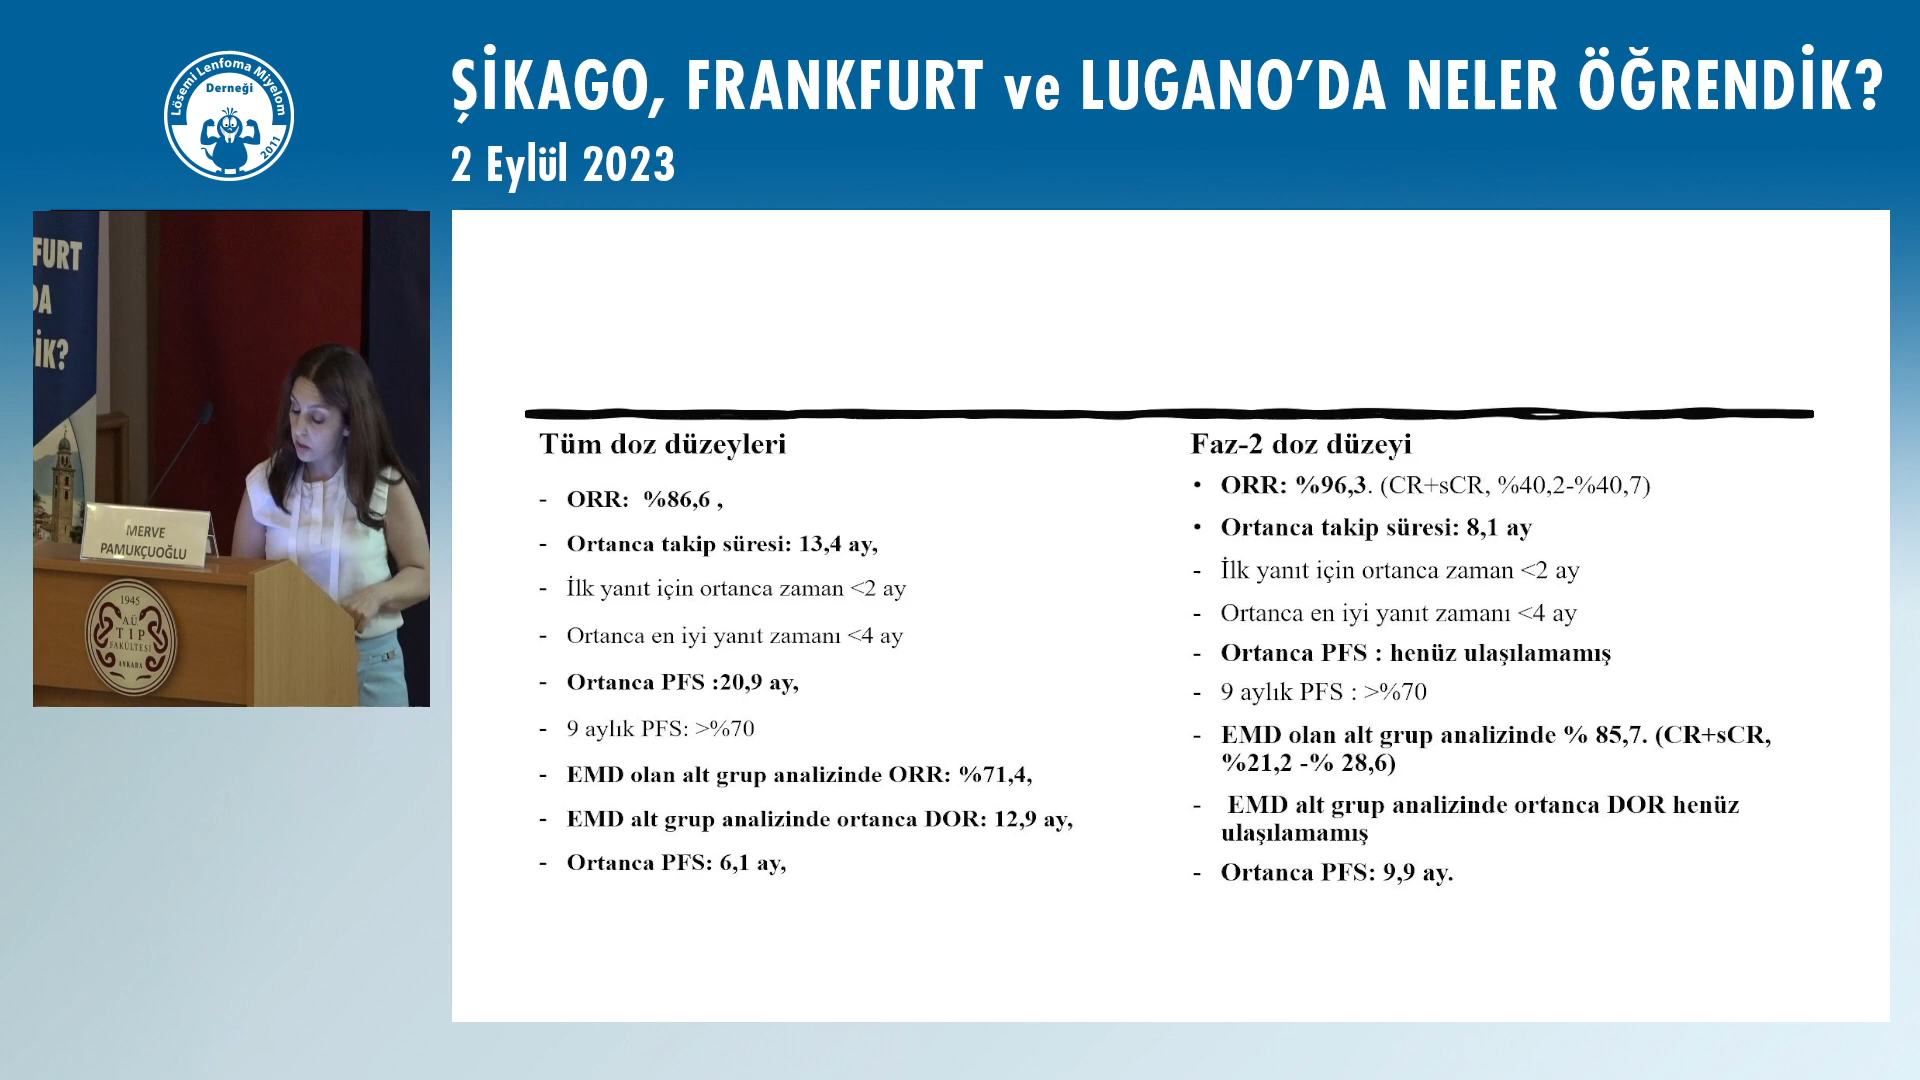 Lösemi Lenfoma Miyelom
Derneği
2011
ŞİKAGO, FRANKFURT ve LUGANO’DA NELER ÖĞRENDİK?
2 Eylül 2023
FURT
DA
İK?
MERVE
PAMUKÇUOĞLU
1945
A.Ü.
TIP
FAKÜLTESİ
ANKARA
Tüm doz düzeyleri
- ORR: %86,6 ,
- Ortanca takip süresi: 13,4 ay,
- İlk yanıt için ortanca zaman <2 ay
- Ortanca en iyi yanıt zamanı <4 ay
- Ortanca PFS :20,9 ay,
- 9 aylık PFS: >%70
- EMD olan alt grup analizinde ORR: %71,4,
- EMD alt grup analizinde ortanca DOR: 12,9 ay,
- Ortanca PFS: 6,1 ay,
Faz-2 doz düzeyi
• ORR: %96,3. (CR+sCR, %40,2-%40,7)
• Ortanca takip süresi: 8,1 ay
- İlk yanıt için ortanca zaman <2 ay
- Ortanca en iyi yanıt zamanı <4 ay
- Ortanca PFS : henüz ulaşılamamış
- 9 aylık PFS : >%70
- EMD olan alt grup analizinde % 85,7. (CR+sCR,
%21,2 -% 28,6)
- EMD alt grup analizinde ortanca DOR henüz
ulaşılamamış
- Ortanca PFS: 9,9 ay.